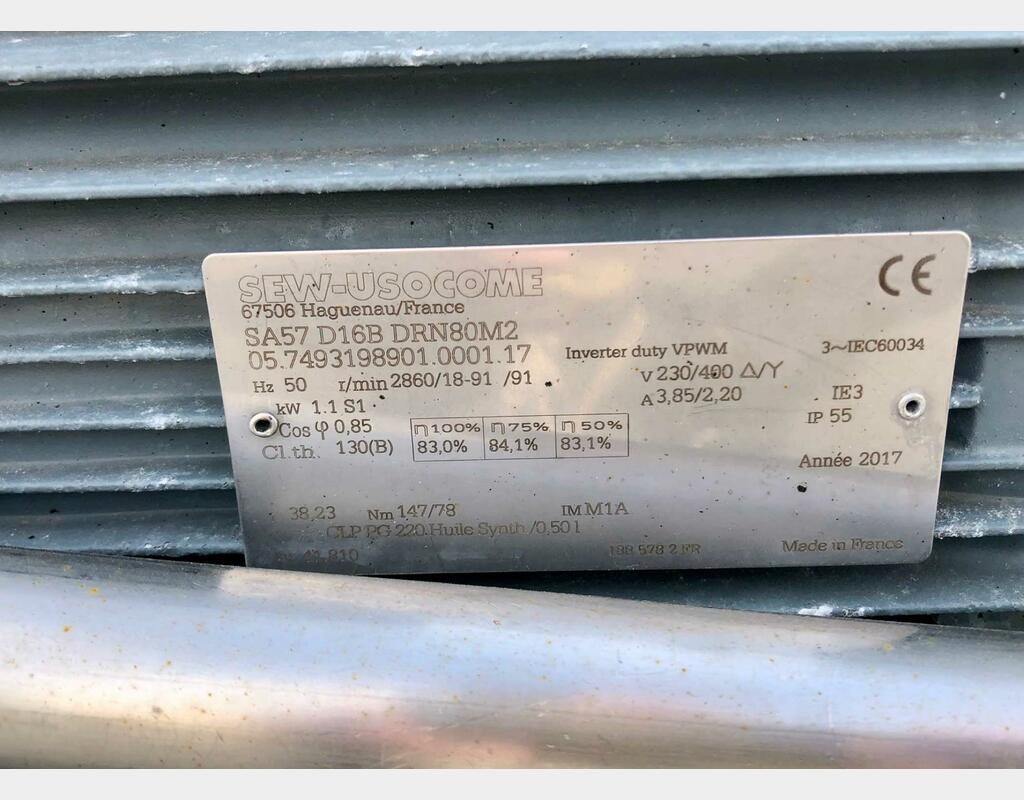 SEW-USOCOME
CE
67506 Haguenau/France
SA57 D16B DRN80M2
05.7493198901.0001.17 Inverter duty VPWM 3~IEC60034
Hz 50 r/min 2860/18-91 /91 V 230/400 Δ/Y
kW 1.1 S1 A 3,85/2,20 IE3
Cos φ 0,85 η 100% η 75% η 50% IP 55
Cl.th. 130(B) 83,0% 84,1% 83,1%
Année 2017
38,23 Nm 147/78 IM M1A
CLP PG 220 Huile Synth./0,50 l
188 578 2 FR Made in France